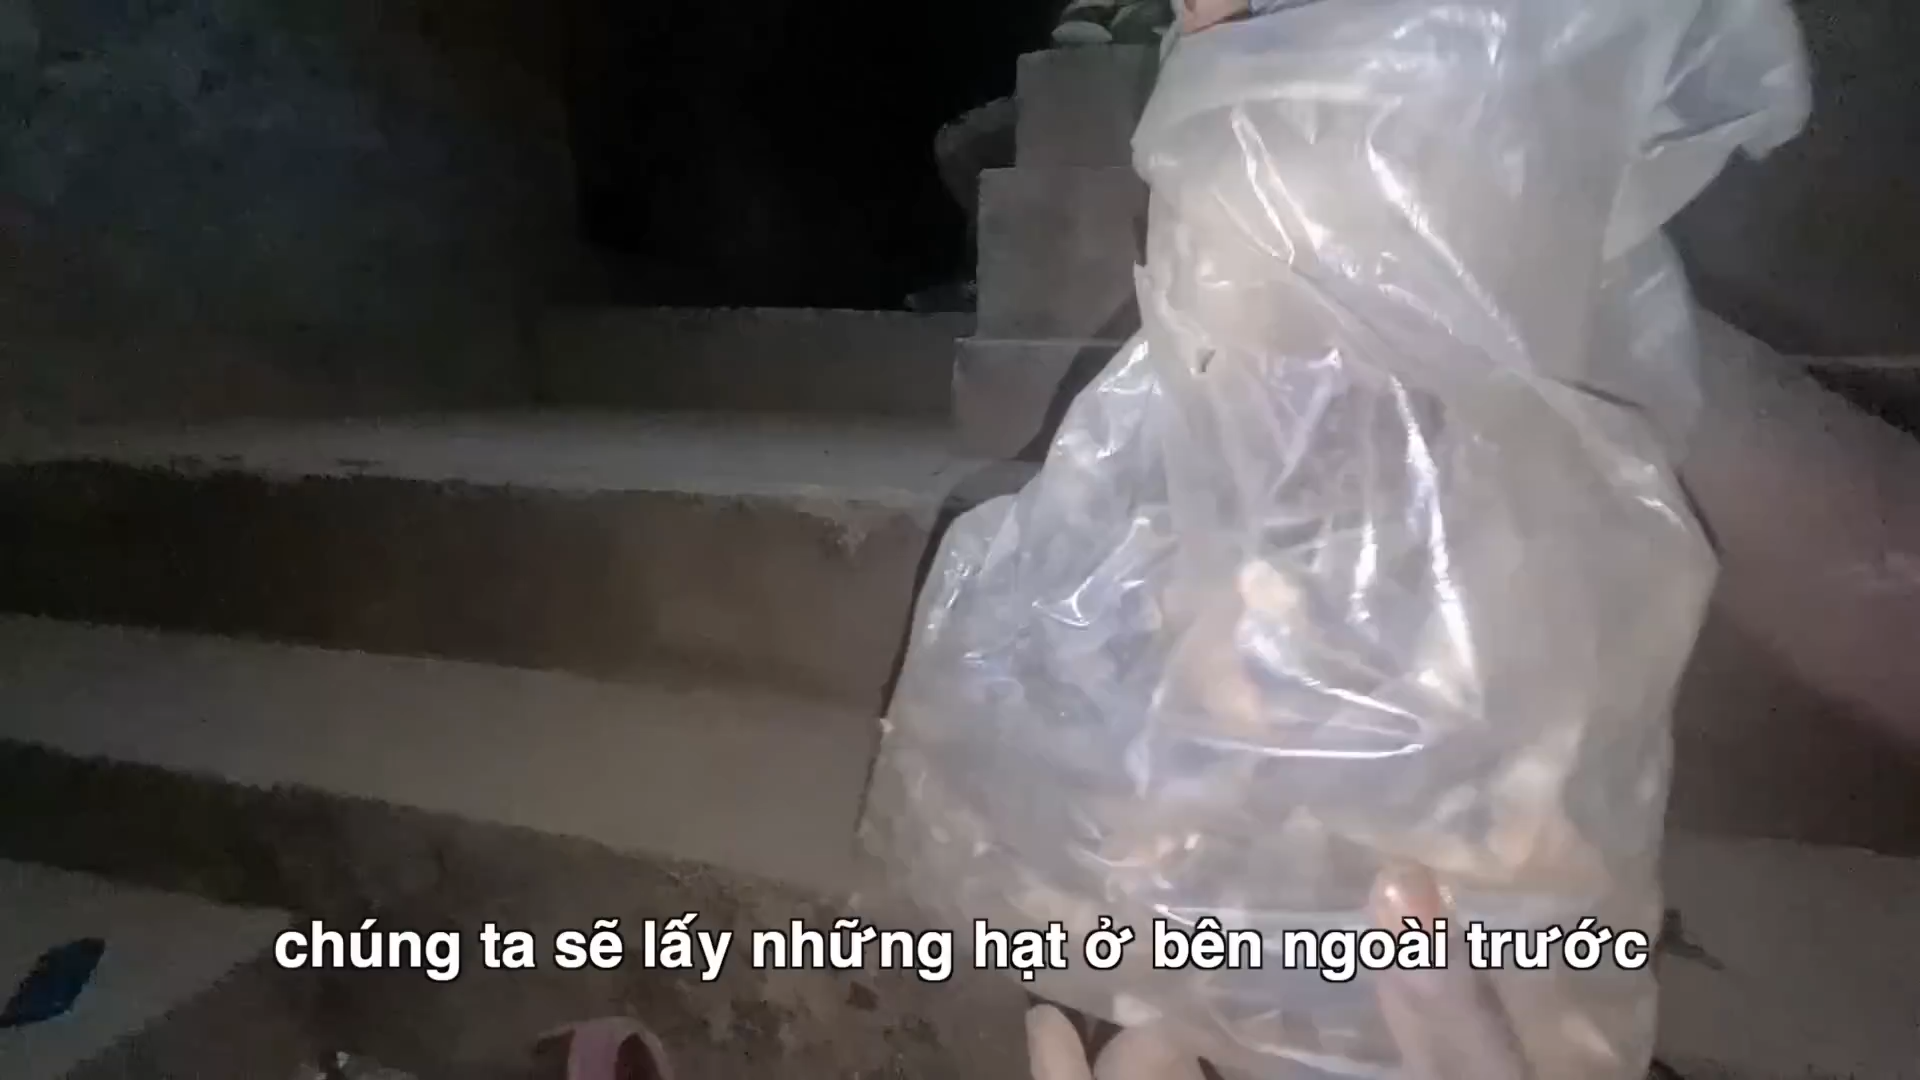 chúng ta sẽ lấy những hạt ở bên ngoài trước